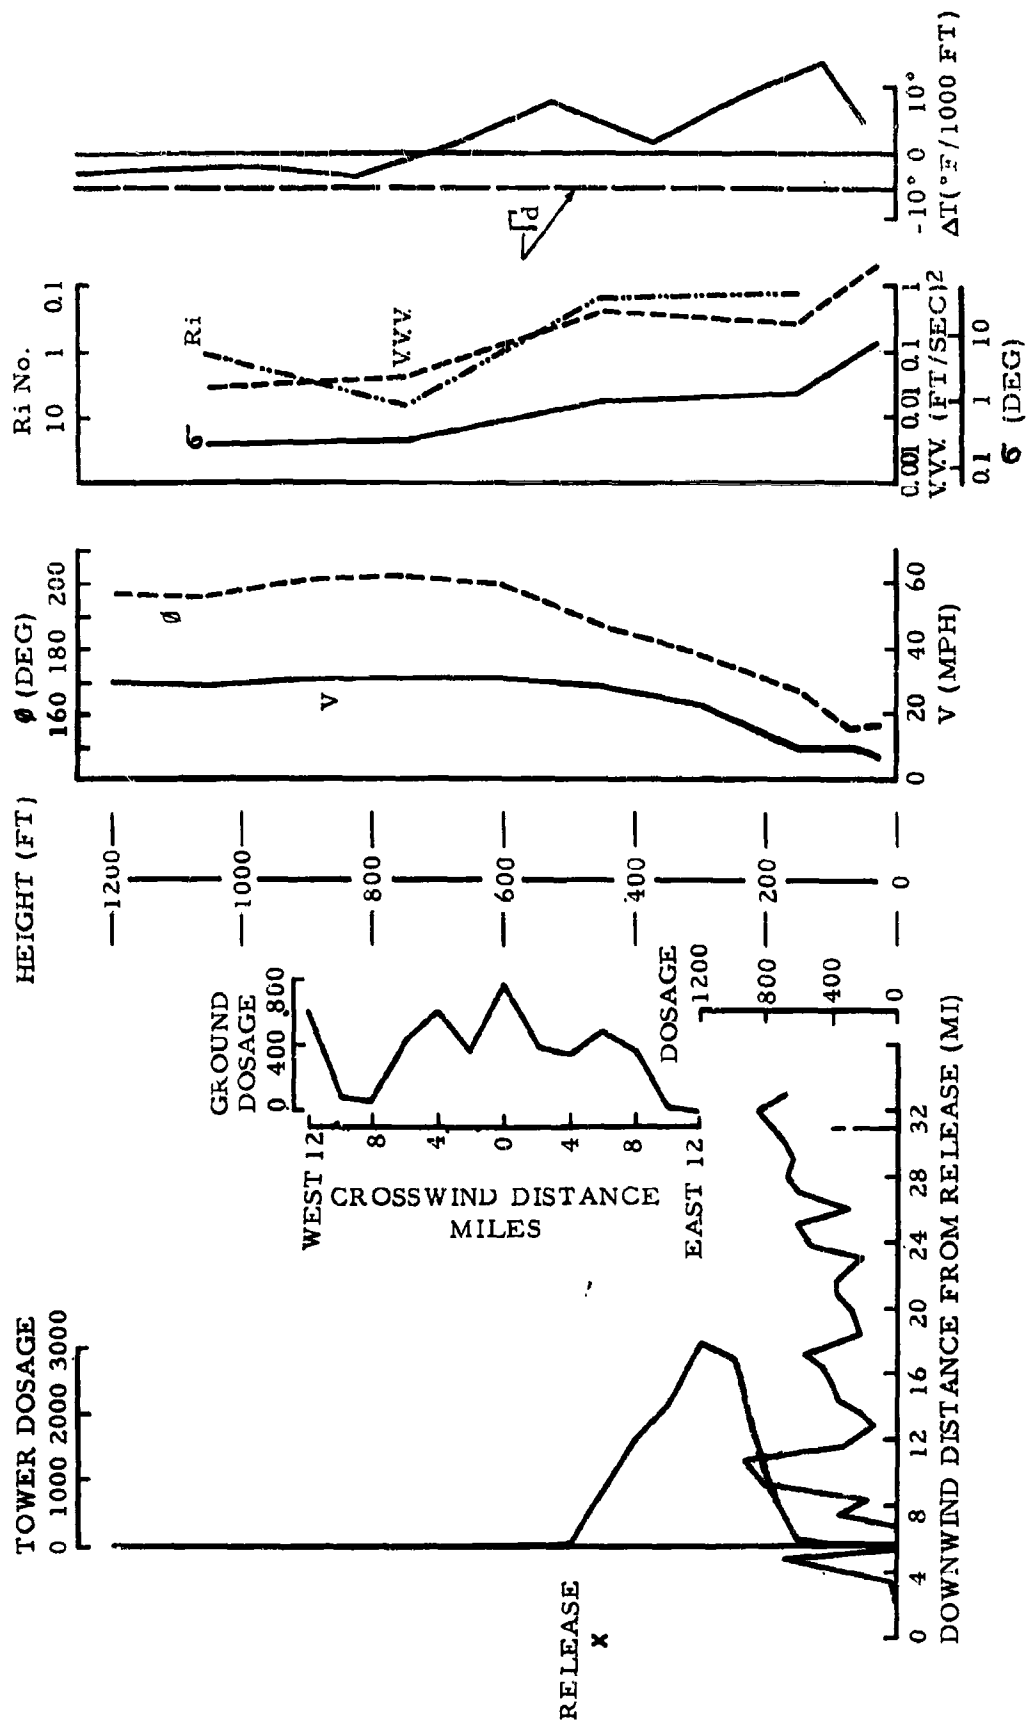 TOWER DOSAGE
0 1000 2000 3000
RELEASE
x
GROUND
DOSAGE
0 400 800
WEST 12 8 4 0 4 8 EAST 12
CROSSWIND DISTANCE
MILES
DOSAGE
1200
800
400
0
0 4 8 12 16 20 24 28 32
DOWNWIND DISTANCE FROM RELEASE (MI)
HEIGHT (FT)
1200
1000
800
600
400
200
0
ø (DEG)
160 180 200
ø
V
0 20 40 60
V (MPH)
Ri No.
10 1 0.1
σ
Ri
V.V.V.
0.001 0.01 0.1 1
V.V.V. (FT/SEC)2
0.1 1 10
σ (DEG)
Γd
-10° 0 10°
ΔT(°F/1000 FT)